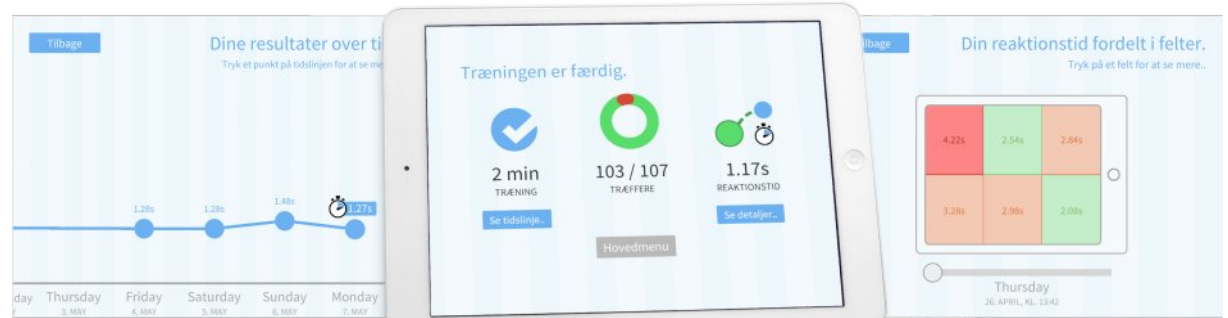 Tilbage
Dine resultater over ti
Tryk et punkt på tidslinjen for at se me
1.28s
1.28s
1.48s
1.27s
day
Thursday
3. MAY
Friday
4. MAY
Saturday
5. MAY
Sunday
6. MAY
Monday
7. MAY
Træningen er færdig.
2 min
TRÆNING
Se tidslinje..
103 / 107
TRÆFFERE
1.17s
REAKTIONSTID
Se detaljer..
Hovedmenu
lbage
Din reaktionstid fordelt i felter.
Tryk på et felt for at se mere..
4.22s
2.54s
2.84s
3.28s
2.98s
2.08s
Thursday
26. APRIL, KL. 13:42